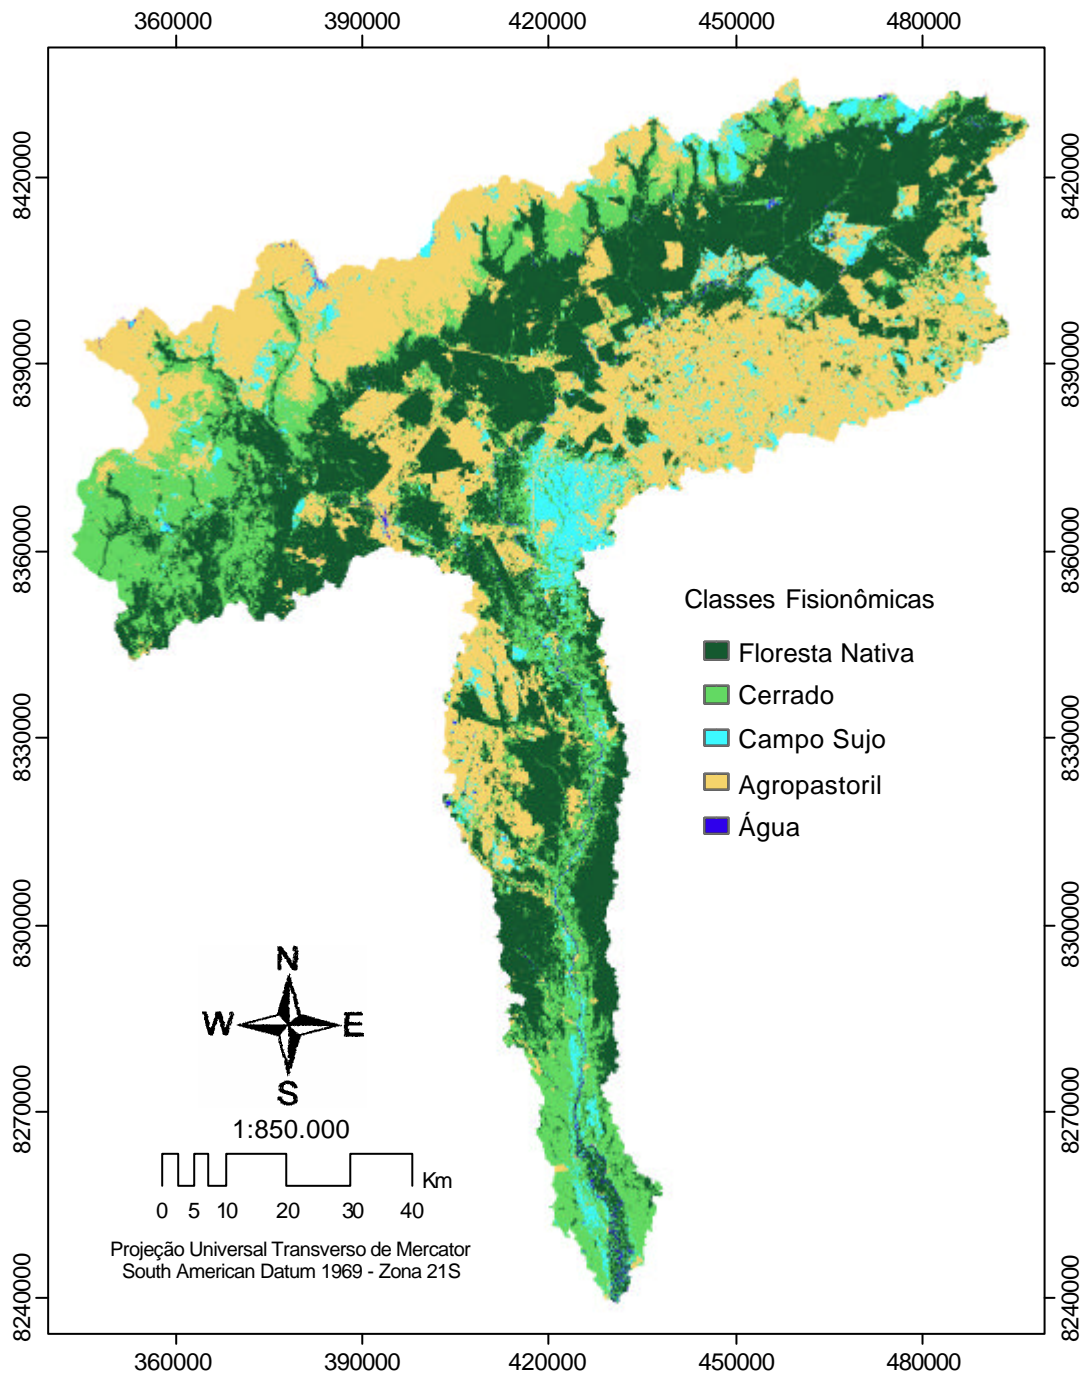 360000 390000 420000 450000 480000
8420000 8420000
8390000 8390000
8360000 8360000
Classes Fisionômicas
Floresta Nativa
Cerrado
Campo Sujo
Agropastoril
Água
8330000 8330000
8300000 8300000
N
W E
S
8270000 8270000
1:850.000
Km
0 5 10 20 30 40
Projeção Universal Transverso de Mercator
South American Datum 1969 - Zona 21S
8240000 8240000
360000 390000 420000 450000 480000